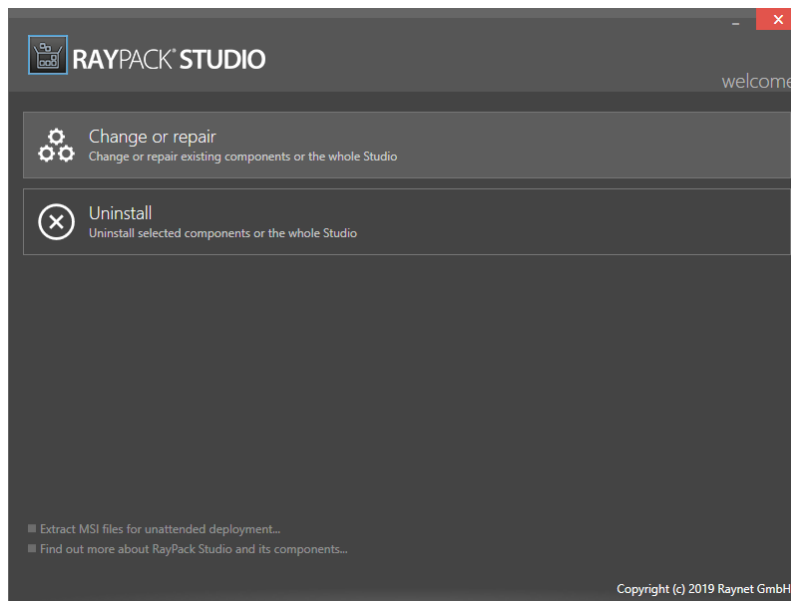 RAYPACK® STUDIO
welcome
Change or repair
Change or repair existing components or the whole Studio
Uninstall
Uninstall selected components or the whole Studio
Extract MSI files for unattended deployment...
Find out more about RayPack Studio and its components...
Copyright (c) 2019 Raynet GmbH